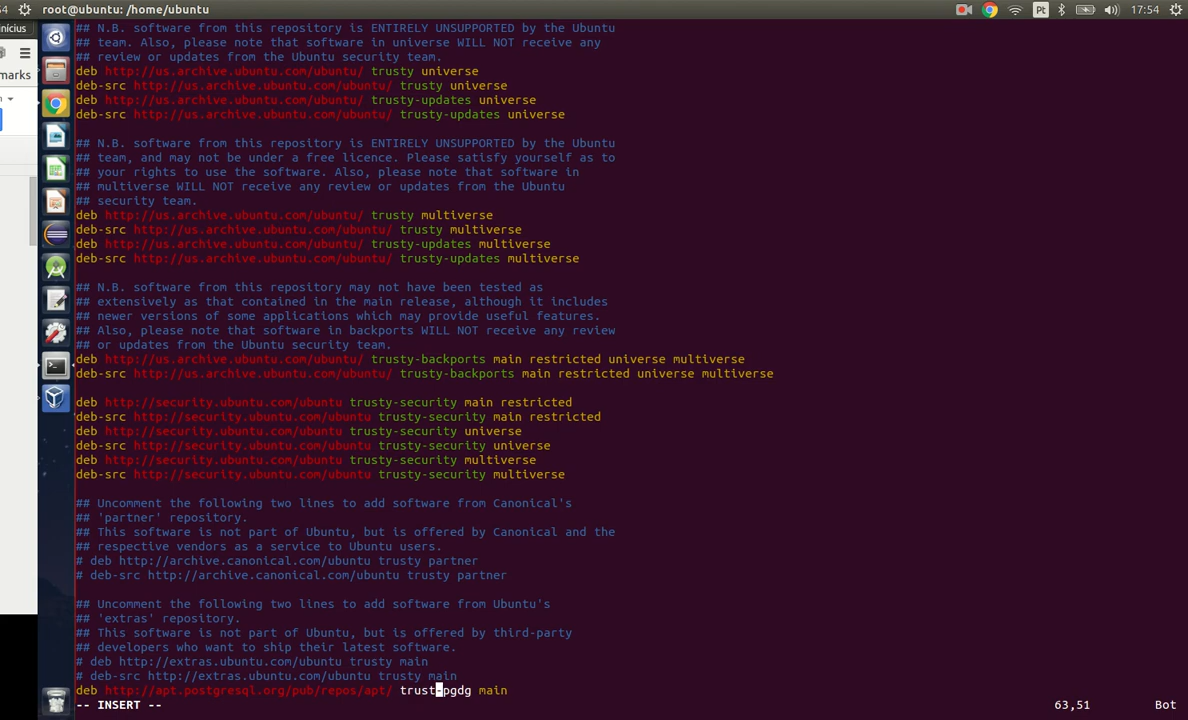 54
root@ubuntu: /home/ubuntu
Pt
17:54
inicius
marks
## N.B. software from this repository is ENTIRELY UNSUPPORTED by the Ubuntu
## team. Also, please note that software in universe WILL NOT receive any
## review or updates from the Ubuntu security team.
deb http://us.archive.ubuntu.com/ubuntu/ trusty universe
deb-src http://us.archive.ubuntu.com/ubuntu/ trusty universe
deb http://us.archive.ubuntu.com/ubuntu/ trusty-updates universe
deb-src http://us.archive.ubuntu.com/ubuntu/ trusty-updates universe
## N.B. software from this repository is ENTIRELY UNSUPPORTED by the Ubuntu
## team, and may not be under a free licence. Please satisfy yourself as to
## your rights to use the software. Also, please note that software in
## multiverse WILL NOT receive any review or updates from the Ubuntu
## security team.
deb http://us.archive.ubuntu.com/ubuntu/ trusty multiverse
deb-src http://us.archive.ubuntu.com/ubuntu/ trusty multiverse
deb http://us.archive.ubuntu.com/ubuntu/ trusty-updates multiverse
deb-src http://us.archive.ubuntu.com/ubuntu/ trusty-updates multiverse
## N.B. software from this repository may not have been tested as
## extensively as that contained in the main release, although it includes
## newer versions of some applications which may provide useful features.
## Also, please note that software in backports WILL NOT receive any review
## or updates from the Ubuntu security team.
deb http://us.archive.ubuntu.com/ubuntu/ trusty-backports main restricted universe multiverse
deb-src http://us.archive.ubuntu.com/ubuntu/ trusty-backports main restricted universe multiverse
deb http://security.ubuntu.com/ubuntu trusty-security main restricted
deb-src http://security.ubuntu.com/ubuntu trusty-security main restricted
deb http://security.ubuntu.com/ubuntu trusty-security universe
deb-src http://security.ubuntu.com/ubuntu trusty-security universe
deb http://security.ubuntu.com/ubuntu trusty-security multiverse
deb-src http://security.ubuntu.com/ubuntu trusty-security multiverse
## Uncomment the following two lines to add software from Canonical's
## 'partner' repository.
## This software is not part of Ubuntu, but is offered by Canonical and the
## respective vendors as a service to Ubuntu users.
# deb http://archive.canonical.com/ubuntu trusty partner
# deb-src http://archive.canonical.com/ubuntu trusty partner
## Uncomment the following two lines to add software from Ubuntu's
## 'extras' repository.
## This software is not part of Ubuntu, but is offered by third-party
## developers who want to ship their latest software.
# deb http://extras.ubuntu.com/ubuntu trusty main
# deb-src http://extras.ubuntu.com/ubuntu trusty main
deb http://apt.postgresql.org/pub/repos/apt/ trust-pgdg main
-- INSERT --
63,51
Bot